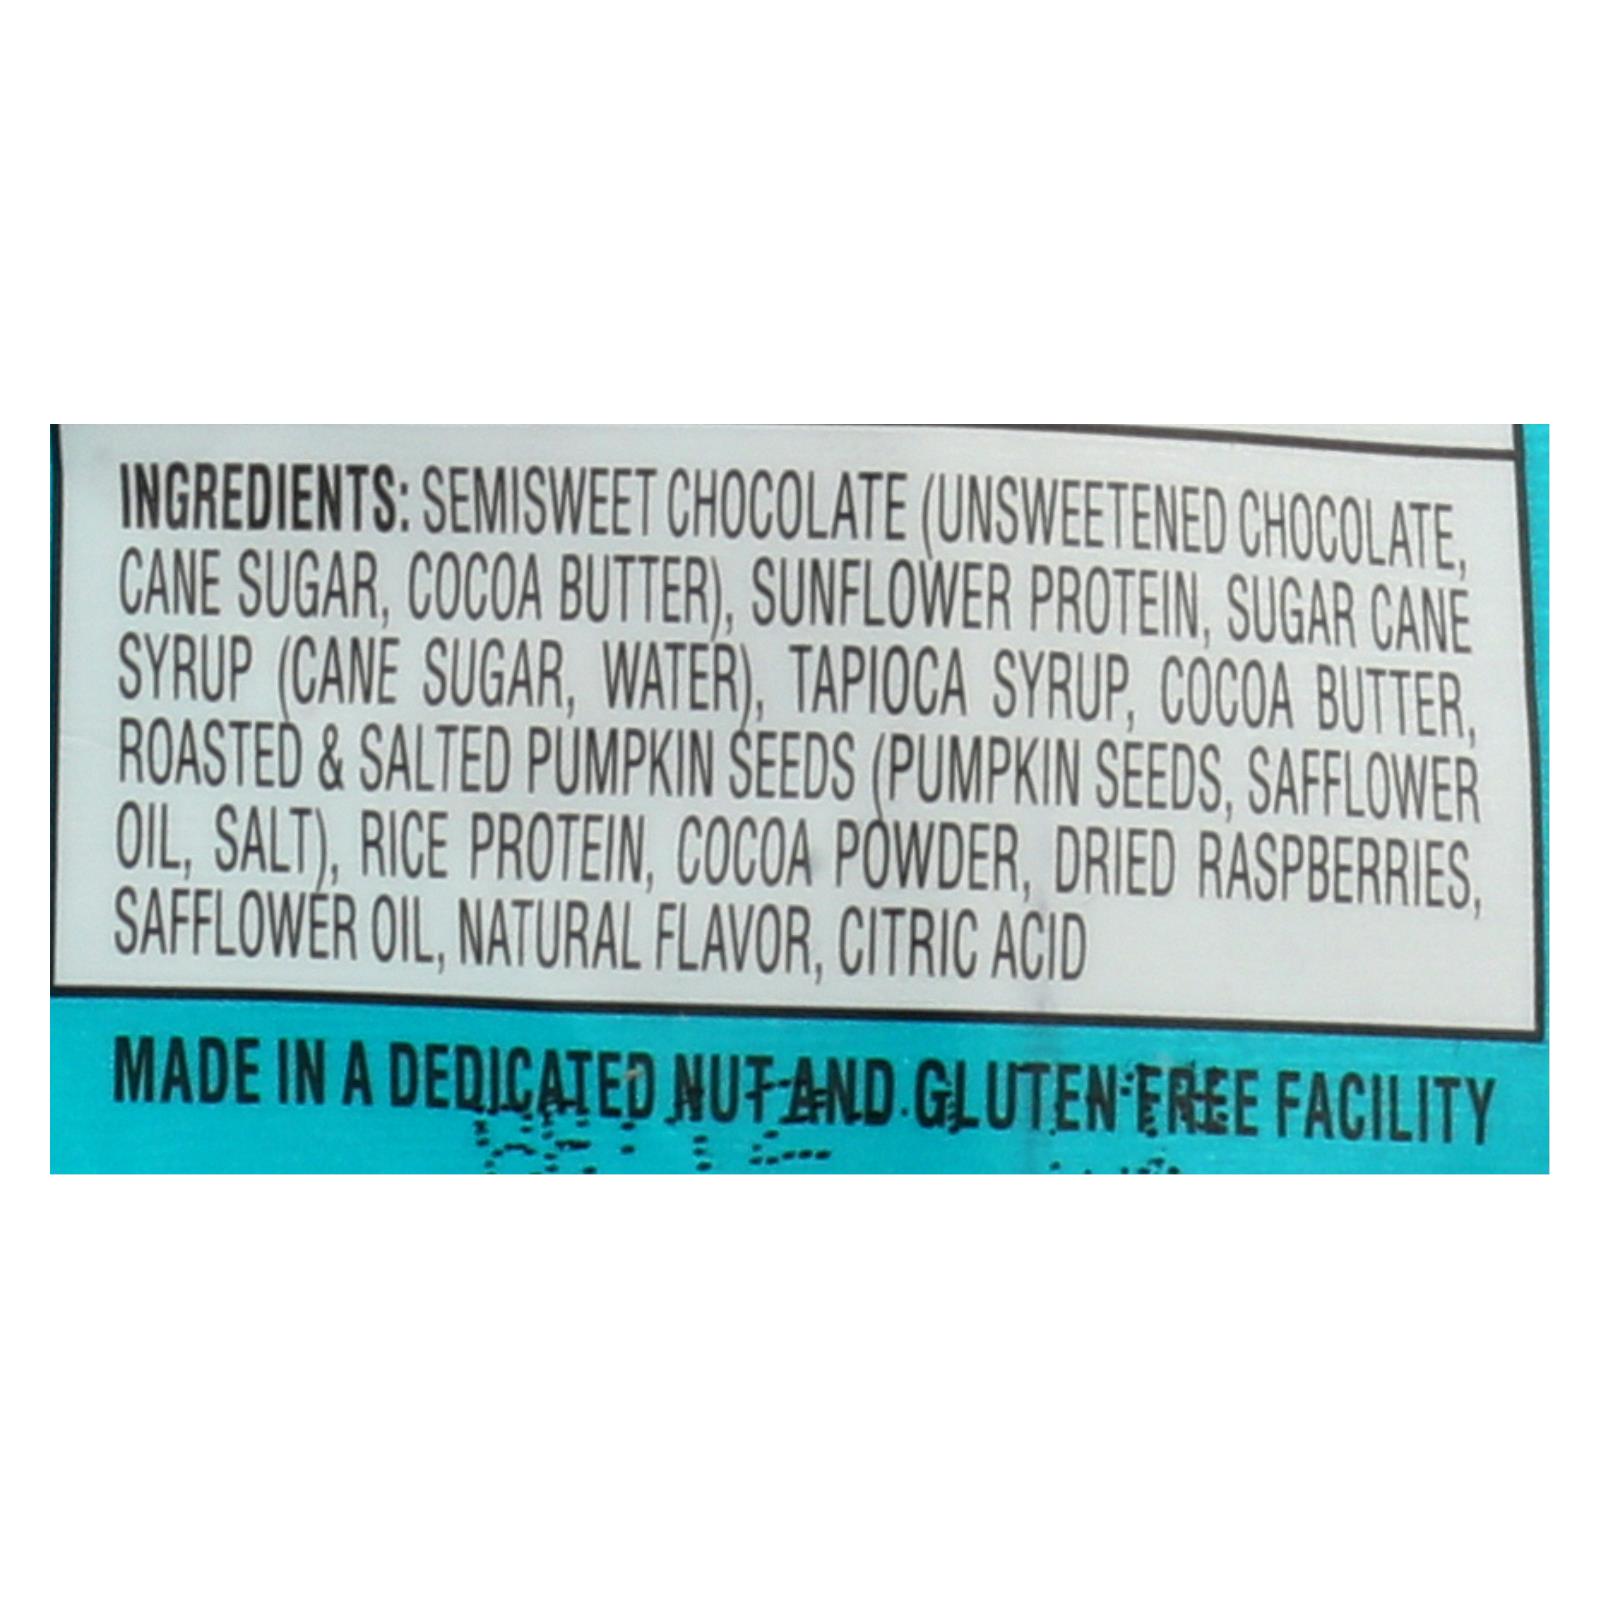 INGREDIENTS: SEMISWEET CHOCOLATE (UNSWEETENED CHOCOLATE,
CANE SUGAR, COCOA BUTTER), SUNFLOWER PROTEIN, SUGAR CANE
SYRUP (CANE SUGAR, WATER), TAPIOCA SYRUP, COCOA BUTTER,
ROASTED & SALTED PUMPKIN SEEDS (PUMPKIN SEEDS, SAFFLOWER
OIL, SALT), RICE PROTEIN, COCOA POWDER, DRIED RASPBERRIES,
SAFFLOWER OIL, NATURAL FLAVOR, CITRIC ACID
MADE IN A DEDICATED NUT AND GLUTEN FREE FACILITY